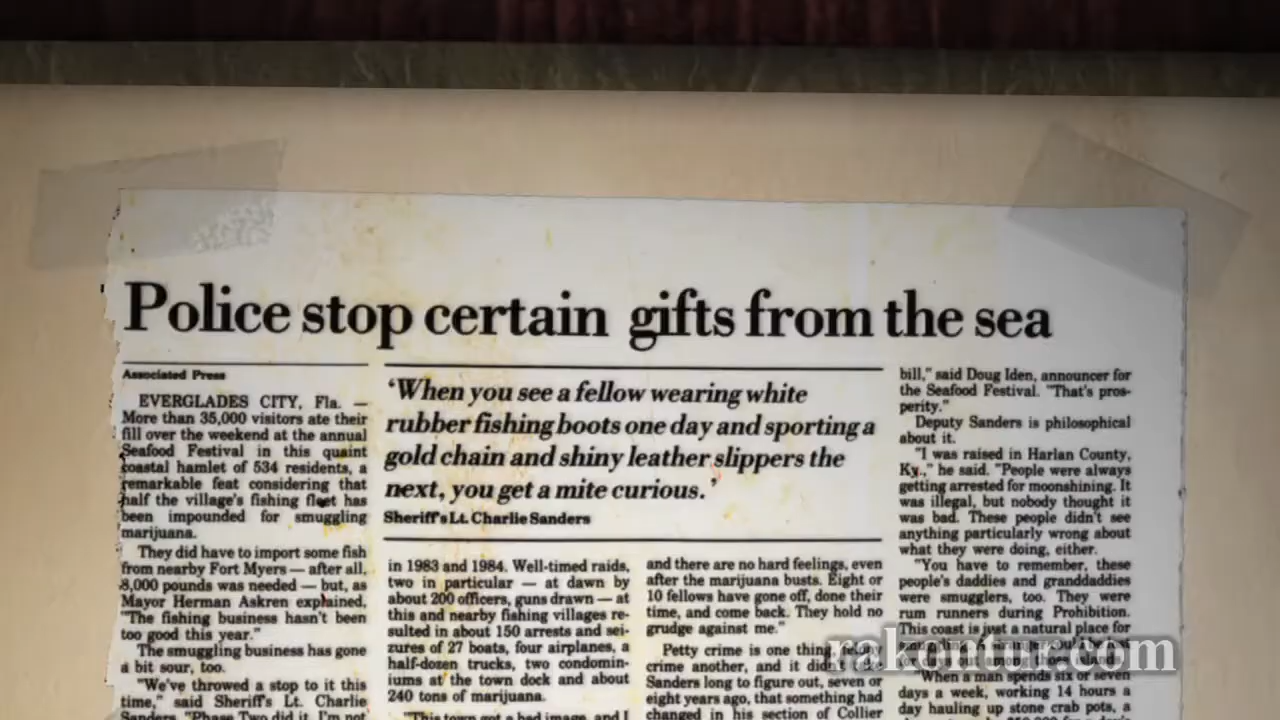 Police stop certain gifts from the sea
Associated Press
EVERGLADES CITY, Fla. —
More than 35,000 visitors ate their
fill over the weekend at the annual
Seafood Festival in this quaint
coastal hamlet of 534 residents, a
remarkable feat considering that
half the village's fishing fleet has
been impounded for smuggling
marijuana.
They did have to import some fish
from nearby Fort Myers — after all,
8,000 pounds was needed — but, as
Mayor Herman Askren explained,
"The fishing business hasn't been
too good this year."
The smuggling business has gone
a bit sour, too.
"We've throwed a stop to it this
time," said Sheriff's Lt. Charlie
Sanders. "Phase Two did it. I'm not
'When you see a fellow wearing white
rubber fishing boots one day and sporting a
gold chain and shiny leather slippers the
next, you get a mite curious.'
Sheriff's Lt. Charlie Sanders
in 1983 and 1984. Well-timed raids,
two in particular — at dawn by
about 200 officers, guns drawn — at
this and nearby fishing villages re-
sulted in about 150 arrests and sei-
zures of 27 boats, four airplanes, a
half-dozen trucks, two condomin-
iums at the town dock and about
240 tons of marijuana.
"This town got a bad image, and I
and there are no hard feelings, even
after the marijuana busts. Eight or
10 fellows have gone off, done their
time, and come back. They hold no
grudge against me."
Petty crime is one thing,
crime another, and it
Sanders long to figure out, seven or
eight years ago, that something had
changed in his section of Collier
bill," said Doug Iden, announcer for
the Seafood Festival. "That's pros-
perity."
Deputy Sanders is philosophical
about it.
"I was raised in Harlan County,
Ky.," he said. "People were always
getting arrested for moonshining. It
was illegal, but nobody thought it
was bad. These people didn't see
anything particularly wrong about
what they were doing, either.
"You have to remember, these
people's daddies and granddaddies
were smugglers, too. They were
rum runners during Prohibition.
This coast is just a natural place for
"When a man spends six or seven
days a week, working 14 hours a
day hauling up stone crab pots, a
rakontur.com